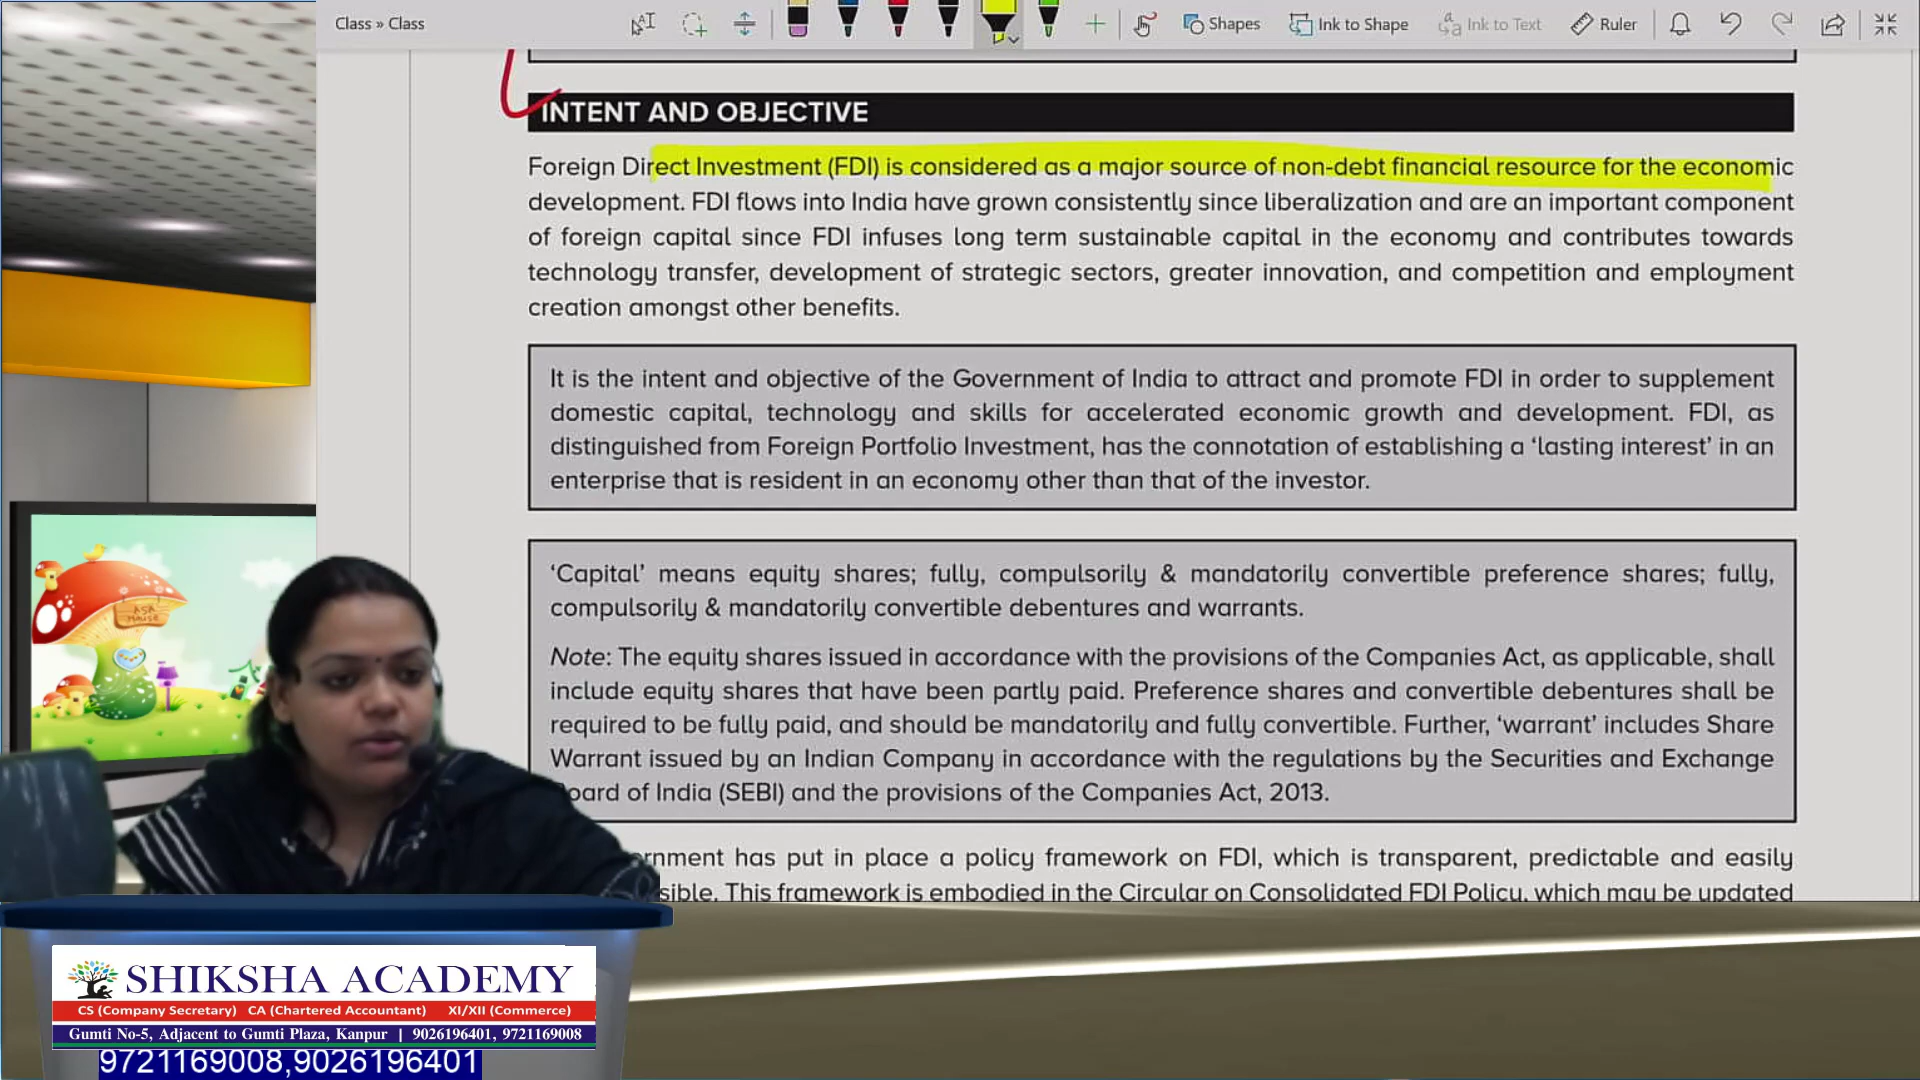 Class » Class
Shapes
Ink to Shape
Ink to Text
Ruler
INTENT AND OBJECTIVE
Foreign Direct Investment (FDI) is considered as a major source of non-debt financial resource for the economic
development. FDI flows into India have grown consistently since liberalization and are an important component
of foreign capital since FDI infuses long term sustainable capital in the economy and contributes towards
technology transfer, development of strategic sectors, greater innovation, and competition and employment
creation amongst other benefits.
It is the intent and objective of the Government of India to attract and promote FDI in order to supplement
domestic capital, technology and skills for accelerated economic growth and development. FDI, as
distinguished from Foreign Portfolio Investment, has the connotation of establishing a ‘lasting interest’ in an
enterprise that is resident in an economy other than that of the investor.
‘Capital’ means equity shares; fully, compulsorily & mandatorily convertible preference shares; fully,
compulsorily & mandatorily convertible debentures and warrants.
Note: The equity shares issued in accordance with the provisions of the Companies Act, as applicable, shall
include equity shares that have been partly paid. Preference shares and convertible debentures shall be
required to be fully paid, and should be mandatorily and fully convertible. Further, ‘warrant’ includes Share
Warrant issued by an Indian Company in accordance with the regulations by the Securities and Exchange
oard of India (SEBI) and the provisions of the Companies Act, 2013.
rnment has put in place a policy framework on FDI, which is transparent, predictable and easily
sible. This framework is embodied in the Circular on Consolidated FDI Policy, which may be updated
SHIKSHA ACADEMY
CS (Company Secretary) CA (Chartered Accountant) XI/XII (Commerce)
Gumti No-5, Adjacent to Gumti Plaza, Kanpur | 9026196401, 9721169008
9721169008,9026196401